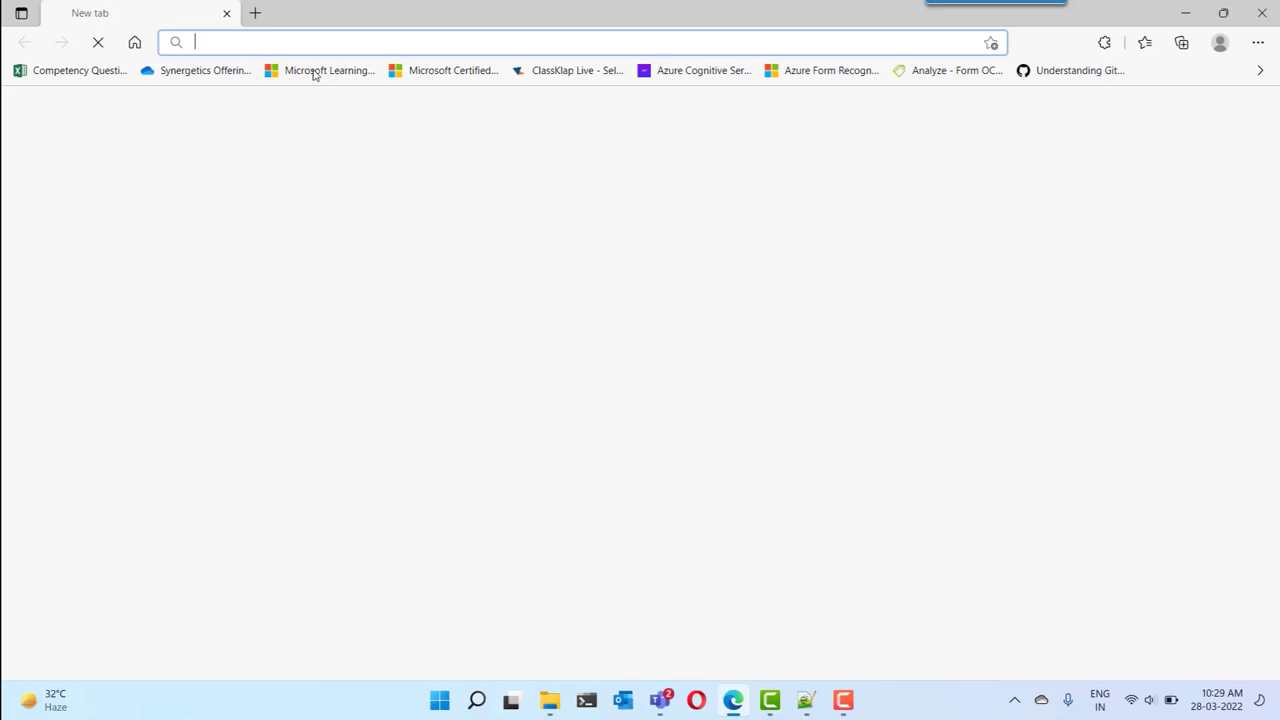 New tab
Competency Questi...
Synergetics Offerin...
Microsoft Learning...
Microsoft Certified...
ClassKlap Live - Sel...
Azure Cognitive Ser...
Azure Form Recogn...
Analyze - Form OC...
Understanding Git...
32°C
Haze
2
ENG
IN
10:29 AM
28-03-2022